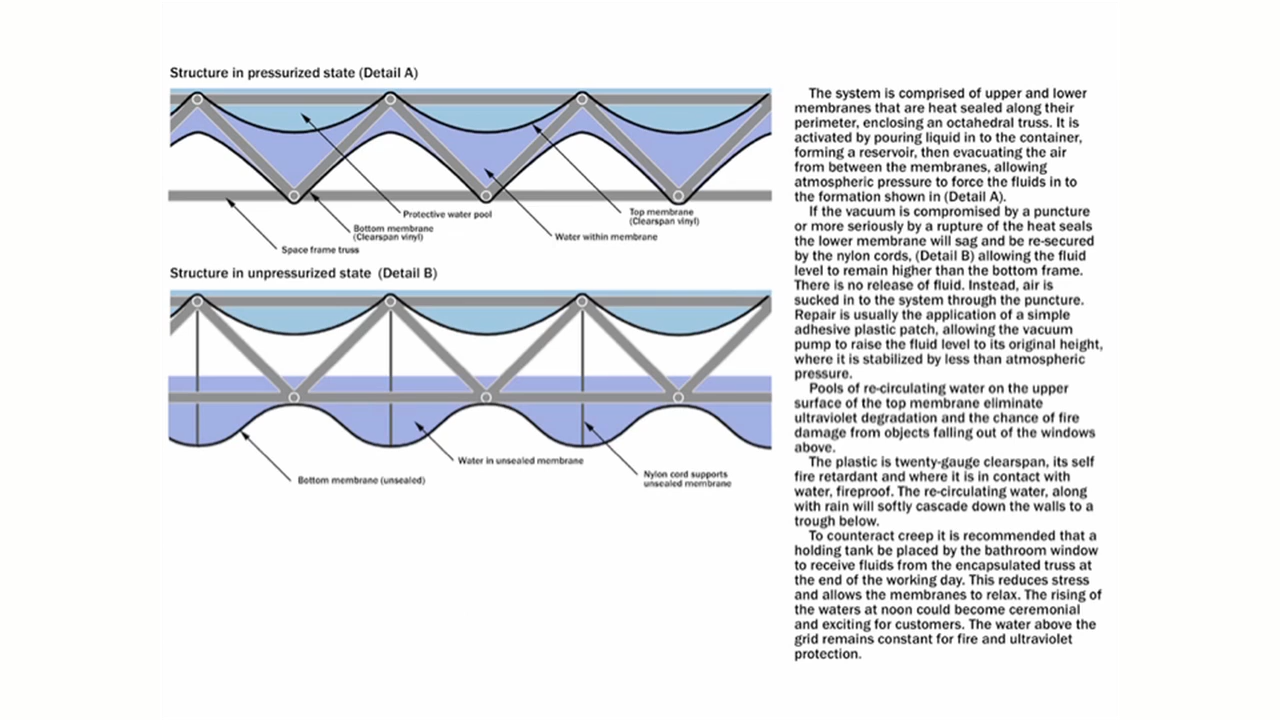 Structure in pressurized state (Detail A)
Protective water pool
Bottom membrane
(Clearspan vinyl)
Space frame truss
Top membrane
(Clearspan vinyl)
Water within membrane
Structure in unpressurized state (Detail B)
Water in unsealed membrane
Bottom membrane (unsealed)
Nylon cord supports
unsealed membrane
The system is comprised of upper and lower
membranes that are heat sealed along their
perimeter, enclosing an octahedral truss. It is
activated by pouring liquid in to the container,
forming a reservoir, then evacuating the air
from between the membranes, allowing
atmospheric pressure to force the fluids in to
the formation shown in (Detail A).
If the vacuum is compromised by a puncture
or more seriously by a rupture of the heat seals
the lower membrane will sag and be re-secured
by the nylon cords, (Detail B) allowing the fluid
level to remain higher than the bottom frame.
There is no release of fluid. Instead, air is
sucked in to the system through the puncture.
Repair is usually the application of a simple
adhesive plastic patch, allowing the vacuum
pump to raise the fluid level to its original height,
where it is stabilized by less than atmospheric
pressure.
Pools of re-circulating water on the upper
surface of the top membrane eliminate
ultraviolet degradation and the chance of fire
damage from objects falling out of the windows
above.
The plastic is twenty-gauge clearspan, its self
fire retardant and where it is in contact with
water, fireproof. The re-circulating water, along
with rain will softly cascade down the walls to a
trough below.
To counteract creep it is recommended that a
holding tank be placed by the bathroom window
to receive fluids from the encapsulated truss at
the end of the working day. This reduces stress
and allows the membranes to relax. The rising of
the waters at noon could become ceremonial
and exciting for customers. The water above the
grid remains constant for fire and ultraviolet
protection.